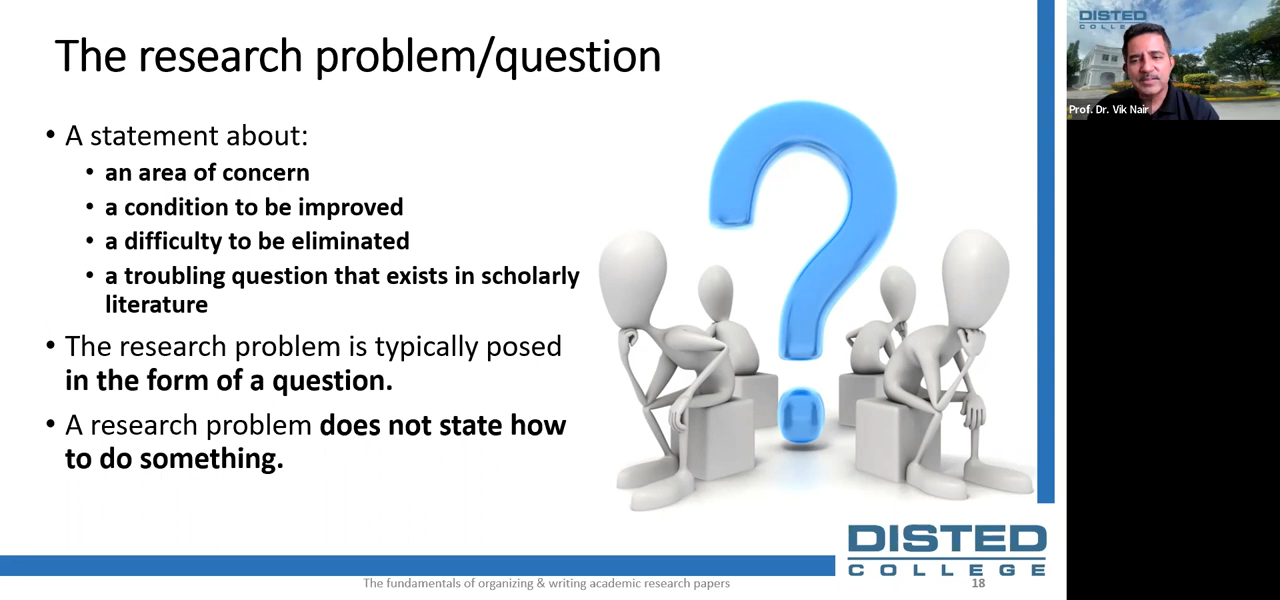 The research problem/question
• A statement about:
• an area of concern
• a condition to be improved
• a difficulty to be eliminated
• a troubling question that exists in scholarly
literature
• The research problem is typically posed
in the form of a question.
• A research problem does not state how
to do something.
DISTED
COLLEGE
The fundamentals of organizing & writing academic research papers
18
DISTED
COLLEGE
Prof. Dr. Vik Nair